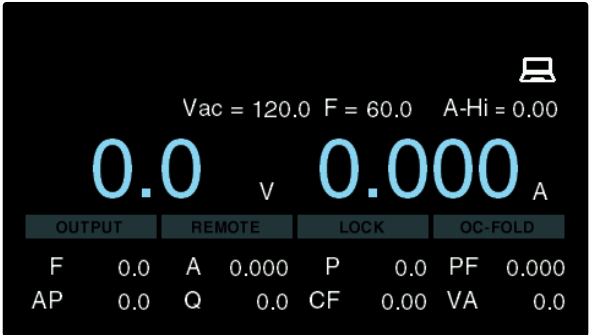 Vac = 120.0 F = 60.0 A-Hi = 0.00
0.0 V 0.000 A
OUTPUT REMOTE LOCK OC-FOLD
F 0.0 A 0.000 P 0.0 PF 0.000
AP 0.0 Q 0.0 CF 0.00 VA 0.0